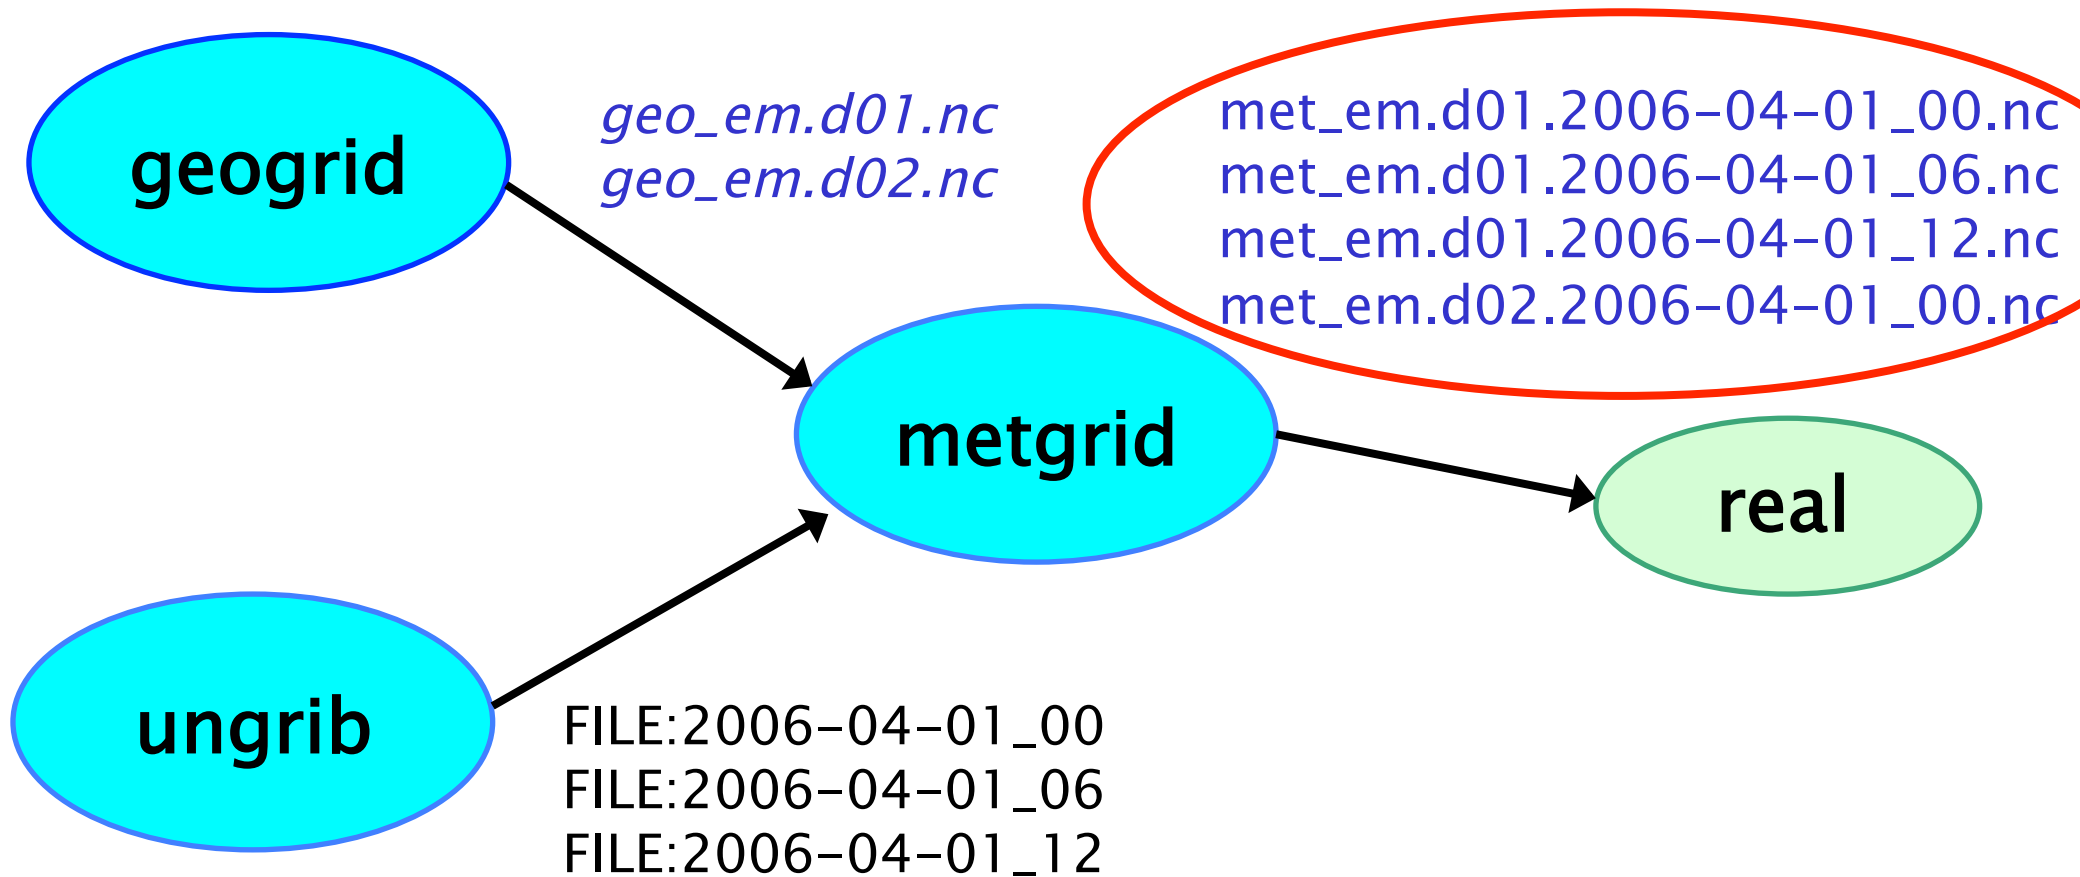 geogrid
geo_em.d01.nc
geo_em.d02.nc
met_em.d01.2006–04–01_00.nc
met_em.d01.2006–04–01_06.nc
met_em.d01.2006–04–01_12.nc
met_em.d02.2006–04–01_00.nc
metgrid
real
ungrib
FILE:2006–04–01_00
FILE:2006–04–01_06
FILE:2006–04–01_12